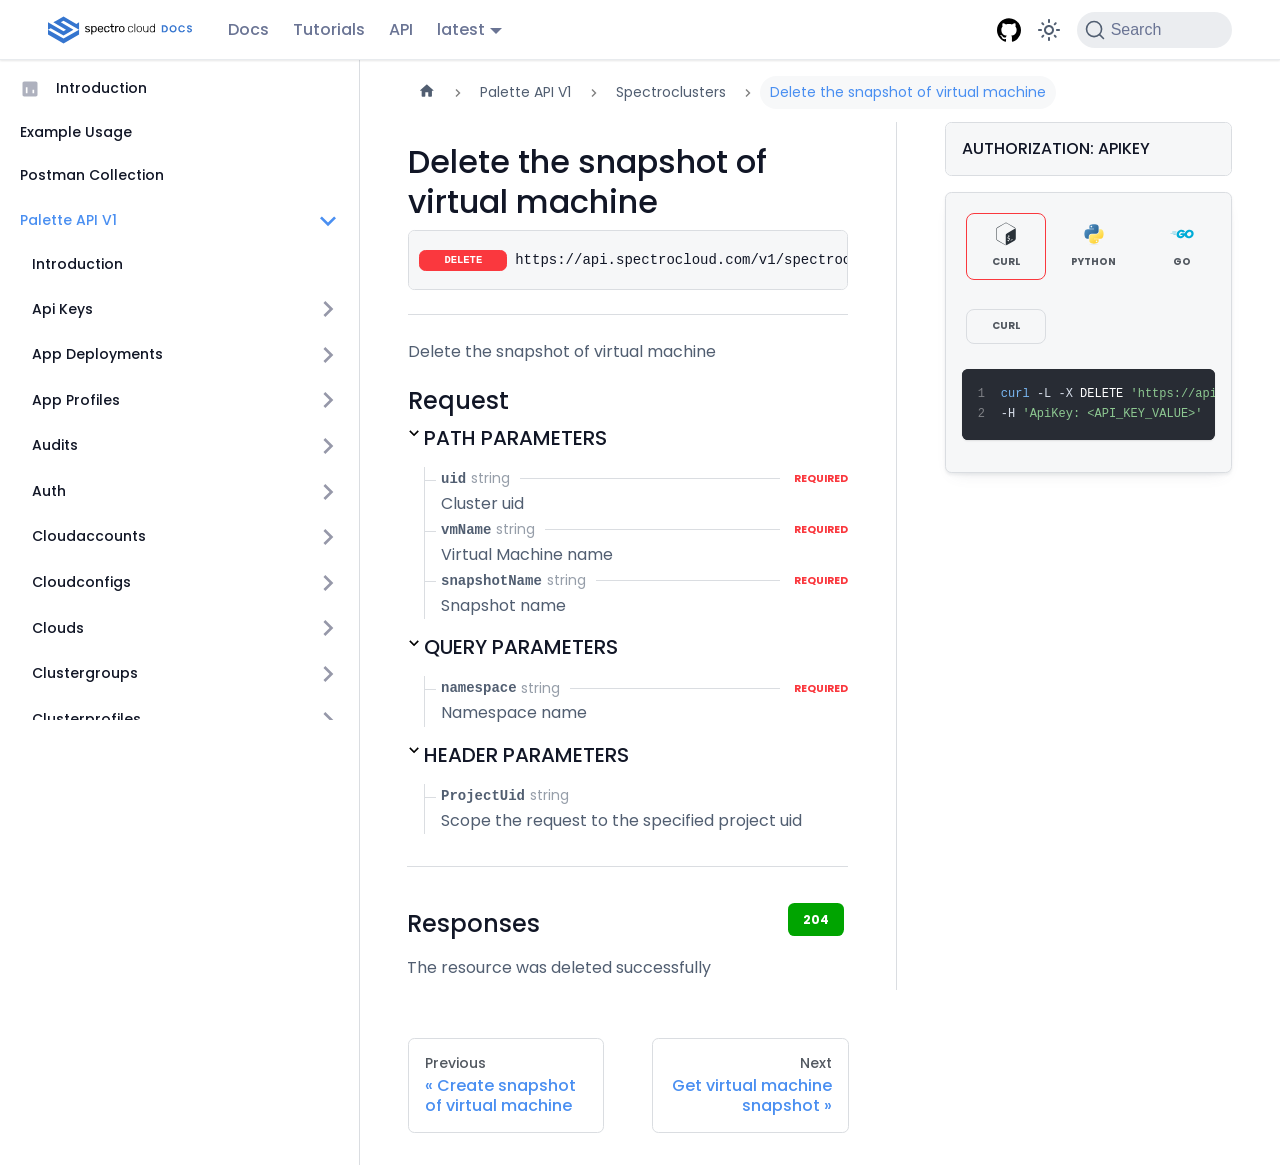 spectro cloud DOCS
Docs Tutorials API latest
Search
Introduction
Example Usage
Postman Collection
Palette API V1
Introduction
Api Keys
App Deployments
App Profiles
Audits
Auth
Cloudaccounts
Cloudconfigs
Clouds
Clustergroups
Clusterprofiles
Palette API V1
Spectroclusters
Delete the snapshot of virtual machine
Delete the snapshot of
virtual machine
DELETE https://api.spectrocloud.com/v1/spectroc
Delete the snapshot of virtual machine
Request
PATH PARAMETERS
uid string REQUIRED
Cluster uid
vmName string REQUIRED
Virtual Machine name
snapshotName string REQUIRED
Snapshot name
QUERY PARAMETERS
namespace string REQUIRED
Namespace name
HEADER PARAMETERS
ProjectUid string
Scope the request to the specified project uid
Responses
204
The resource was deleted successfully
Previous
« Create snapshot
of virtual machine
Next
Get virtual machine
snapshot »
AUTHORIZATION: APIKEY
CURL PYTHON GO
CURL
1 curl -L -X DELETE 'https://api
2 -H 'ApiKey: <API_KEY_VALUE>'